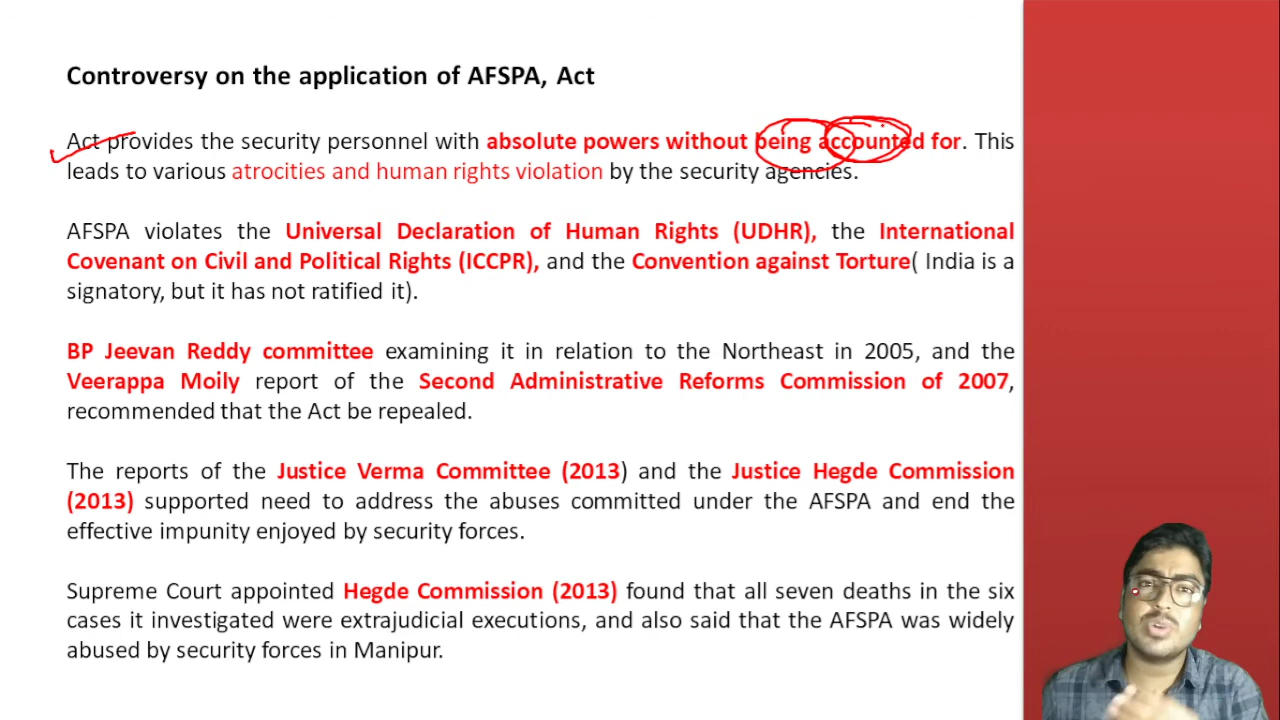 Controversy on the application of AFSPA, Act
Act provides the security personnel with absolute powers without being accounted for. This
leads to various atrocities and human rights violation by the security agencies.
AFSPA violates the Universal Declaration of Human Rights (UDHR), the International
Covenant on Civil and Political Rights (ICCPR), and the Convention against Torture( India is a
signatory, but it has not ratified it).
BP Jeevan Reddy committee examining it in relation to the Northeast in 2005, and the
Veerappa Moily report of the Second Administrative Reforms Commission of 2007,
recommended that the Act be repealed.
The reports of the Justice Verma Committee (2013) and the Justice Hegde Commission
(2013) supported need to address the abuses committed under the AFSPA and end the
effective impunity enjoyed by security forces.
Supreme Court appointed Hegde Commission (2013) found that all seven deaths in the six
cases it investigated were extrajudicial executions, and also said that the AFSPA was widely
abused by security forces in Manipur.